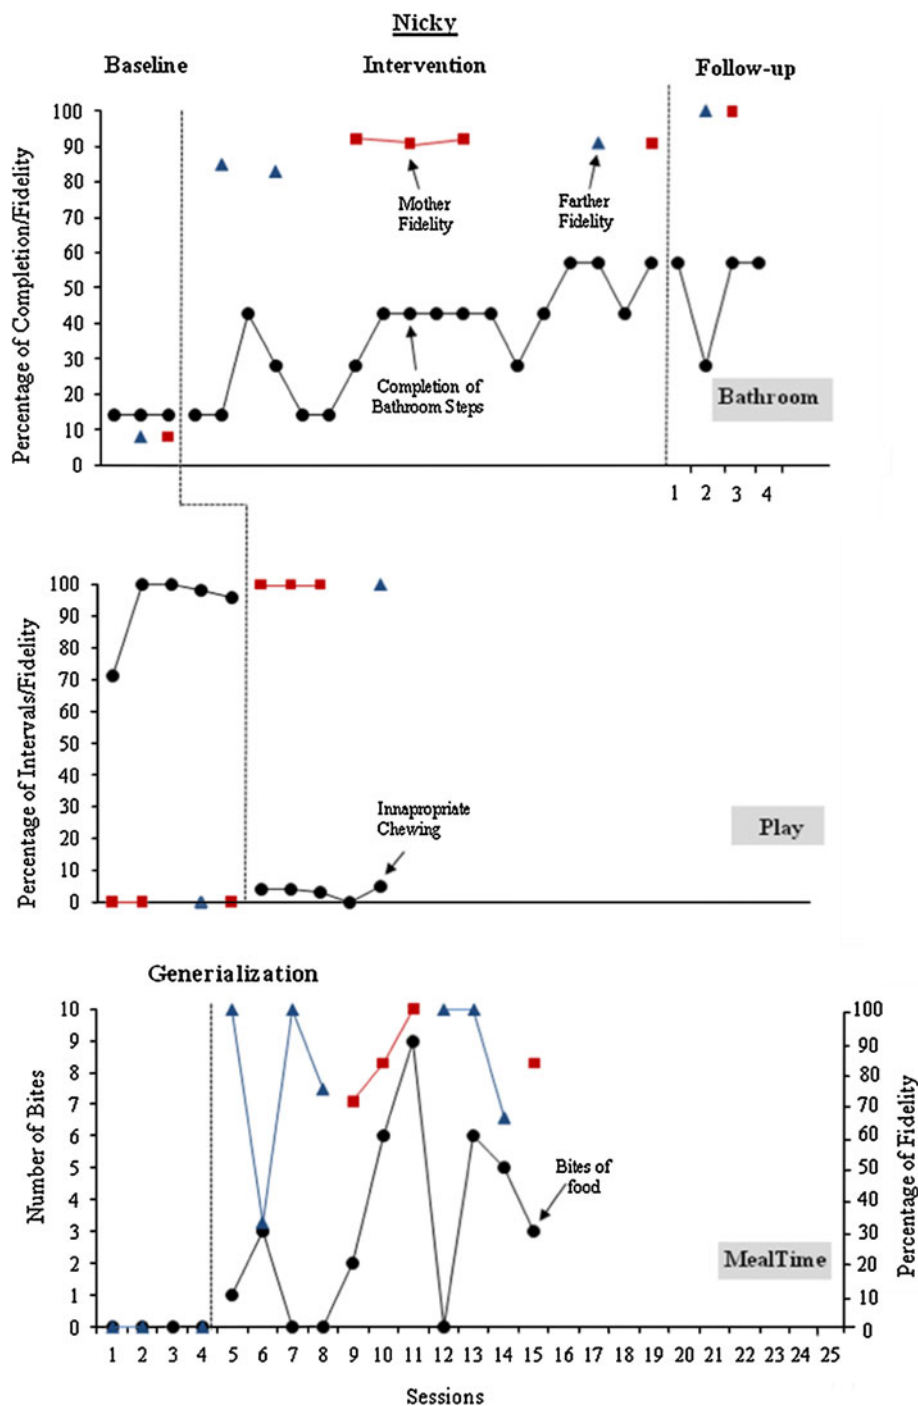 Nicky
Baseline
Intervention
Follow-up
Percentage of Completion/Fidelity
100
90
80
70
60
50
40
30
20
10
0
Mother
Fidelity
Farther
Fidelity
Completion of
Bathroom Steps
Bathroom
1 2 3 4
Percentage of Intervals/Fidelity
100
90
80
70
60
50
40
30
20
10
0
Innapropriate
Chewing
Play
Generialization
Number of Bites
10
9
8
7
6
5
4
3
2
1
0
Bites of
food
MealTime
100
90
80
70
60
50
40
30
20
10
0
Percentage of Fidelity
1 2 3 4 5 6 7 8 9 10 11 12 13 14 15 16 17 18 19 20 21 22 23 24 25
Sessions